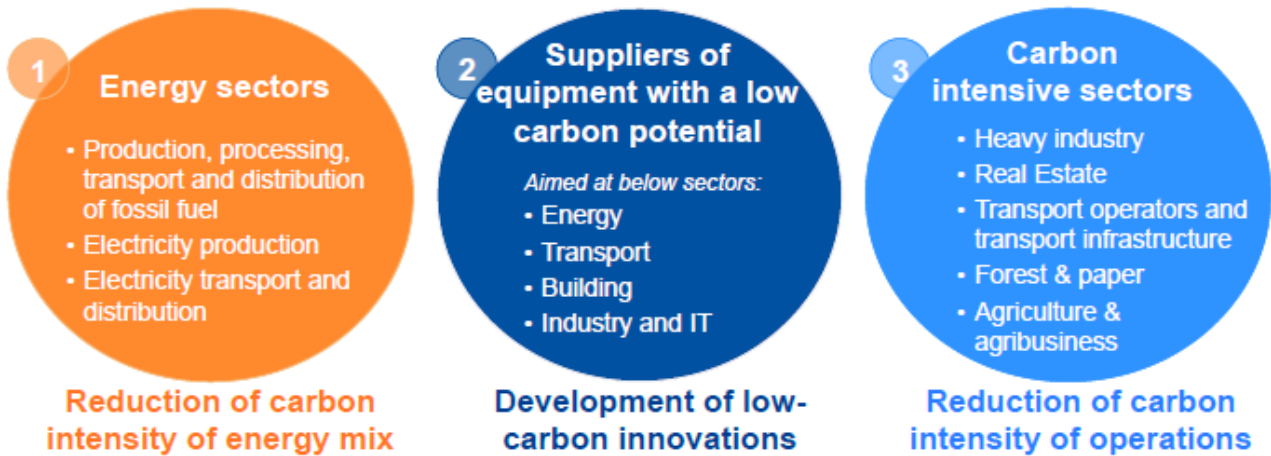 1
Energy sectors
• Production, processing,
transport and distribution
of fossil fuel
• Electricity production
• Electricity transport and
distribution
Reduction of carbon
intensity of energy mix
2
Suppliers of
equipment with a low
carbon potential
Aimed at below sectors:
• Energy
• Transport
• Building
• Industry and IT
Development of low-
carbon innovations
3
Carbon
intensive sectors
• Heavy industry
• Real Estate
• Transport operators and
transport infrastructure
• Forest & paper
• Agriculture &
agribusiness
Reduction of carbon
intensity of operations